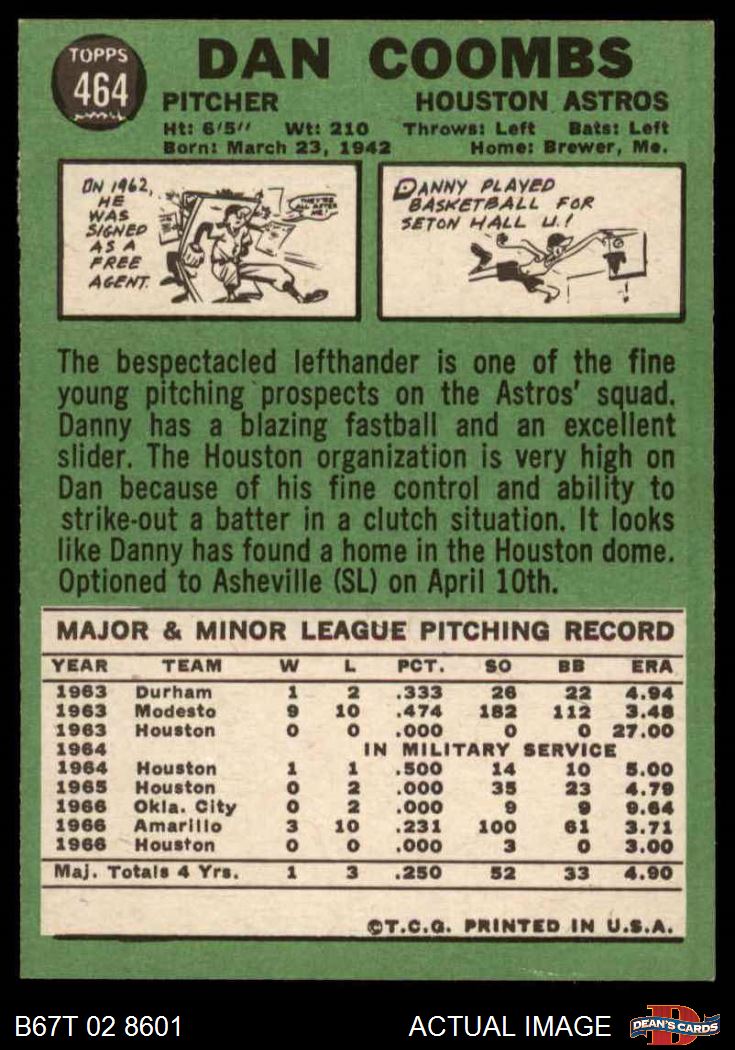 TOPPS
464
DAN COOMBS
PITCHER HOUSTON ASTROS
Ht: 6'5" Wt: 210 Throws: Left Bats: Left
Born: March 23, 1942 Home: Brewer, Me.
ON 1962,
HE
WAS
SIGNED
AS A
FREE
AGENT.
THEY'RE
ALL AFTER
ME!
DANNY PLAYED
BASKETBALL FOR
SETON HALL U.!
The bespectacled lefthander is one of the fine
young pitching prospects on the Astros' squad.
Danny has a blazing fastball and an excellent
slider. The Houston organization is very high on
Dan because of his fine control and ability to
strike-out a batter in a clutch situation. It looks
like Danny has found a home in the Houston dome.
Optioned to Asheville (SL) on April 10th.
MAJOR & MINOR LEAGUE PITCHING RECORD
YEAR TEAM W L PCT. SO BB ERA
1963 Durham 1 2 .333 26 22 4.94
1963 Modesto 9 10 .474 182 112 3.48
1963 Houston 0 0 .000 0 0 27.00
1964 IN MILITARY SERVICE
1964 Houston 1 1 .500 14 10 5.00
1965 Houston 0 2 .000 35 23 4.79
1966 Okla. City 0 2 .000 9 9 9.64
1966 Amarillo 3 10 .231 100 61 3.71
1966 Houston 0 0 .000 3 0 3.00
Maj. Totals 4 Yrs. 1 3 .250 52 33 4.90
©T.C.G. PRINTED IN U.S.A.
B67T 02 8601 ACTUAL IMAGE DEAN'S CARDS